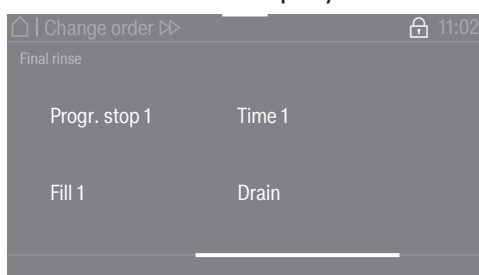 Change order
11:02
Final rinse
Progr. stop 1
Time 1
Fill 1
Drain